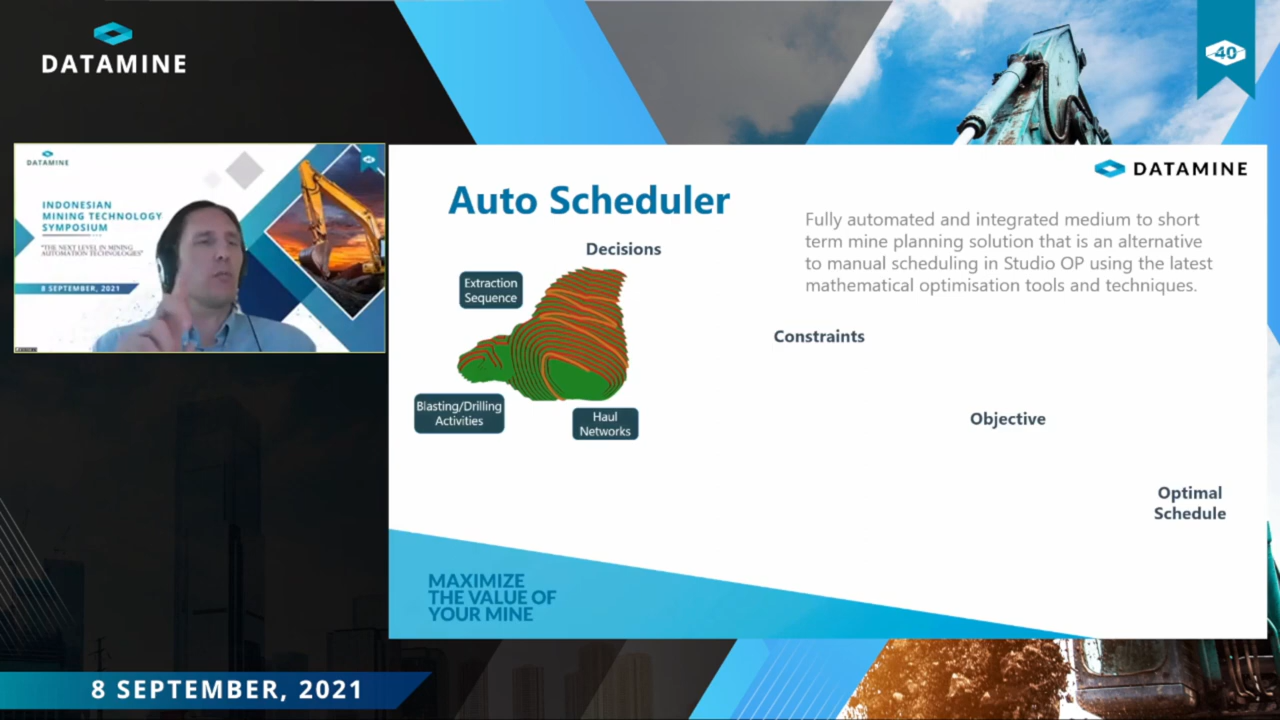 DATAMINE
40
DATAMINE
INDONESIAN
MINING TECHNOLOGY
SYMPOSIUM
"THE NEXT LEVEL IN MINING
AUTOMATION TECHNOLOGIES"
8 SEPTEMBER, 2021
DATAMINE
Auto Scheduler
Fully automated and integrated medium to short
term mine planning solution that is an alternative
to manual scheduling in Studio OP using the latest
mathematical optimisation tools and techniques.
Decisions
Extraction
Sequence
Blasting/Drilling
Activities
Haul
Networks
Constraints
Objective
Optimal
Schedule
MAXIMIZE
THE VALUE OF
YOUR MINE
8 SEPTEMBER, 2021